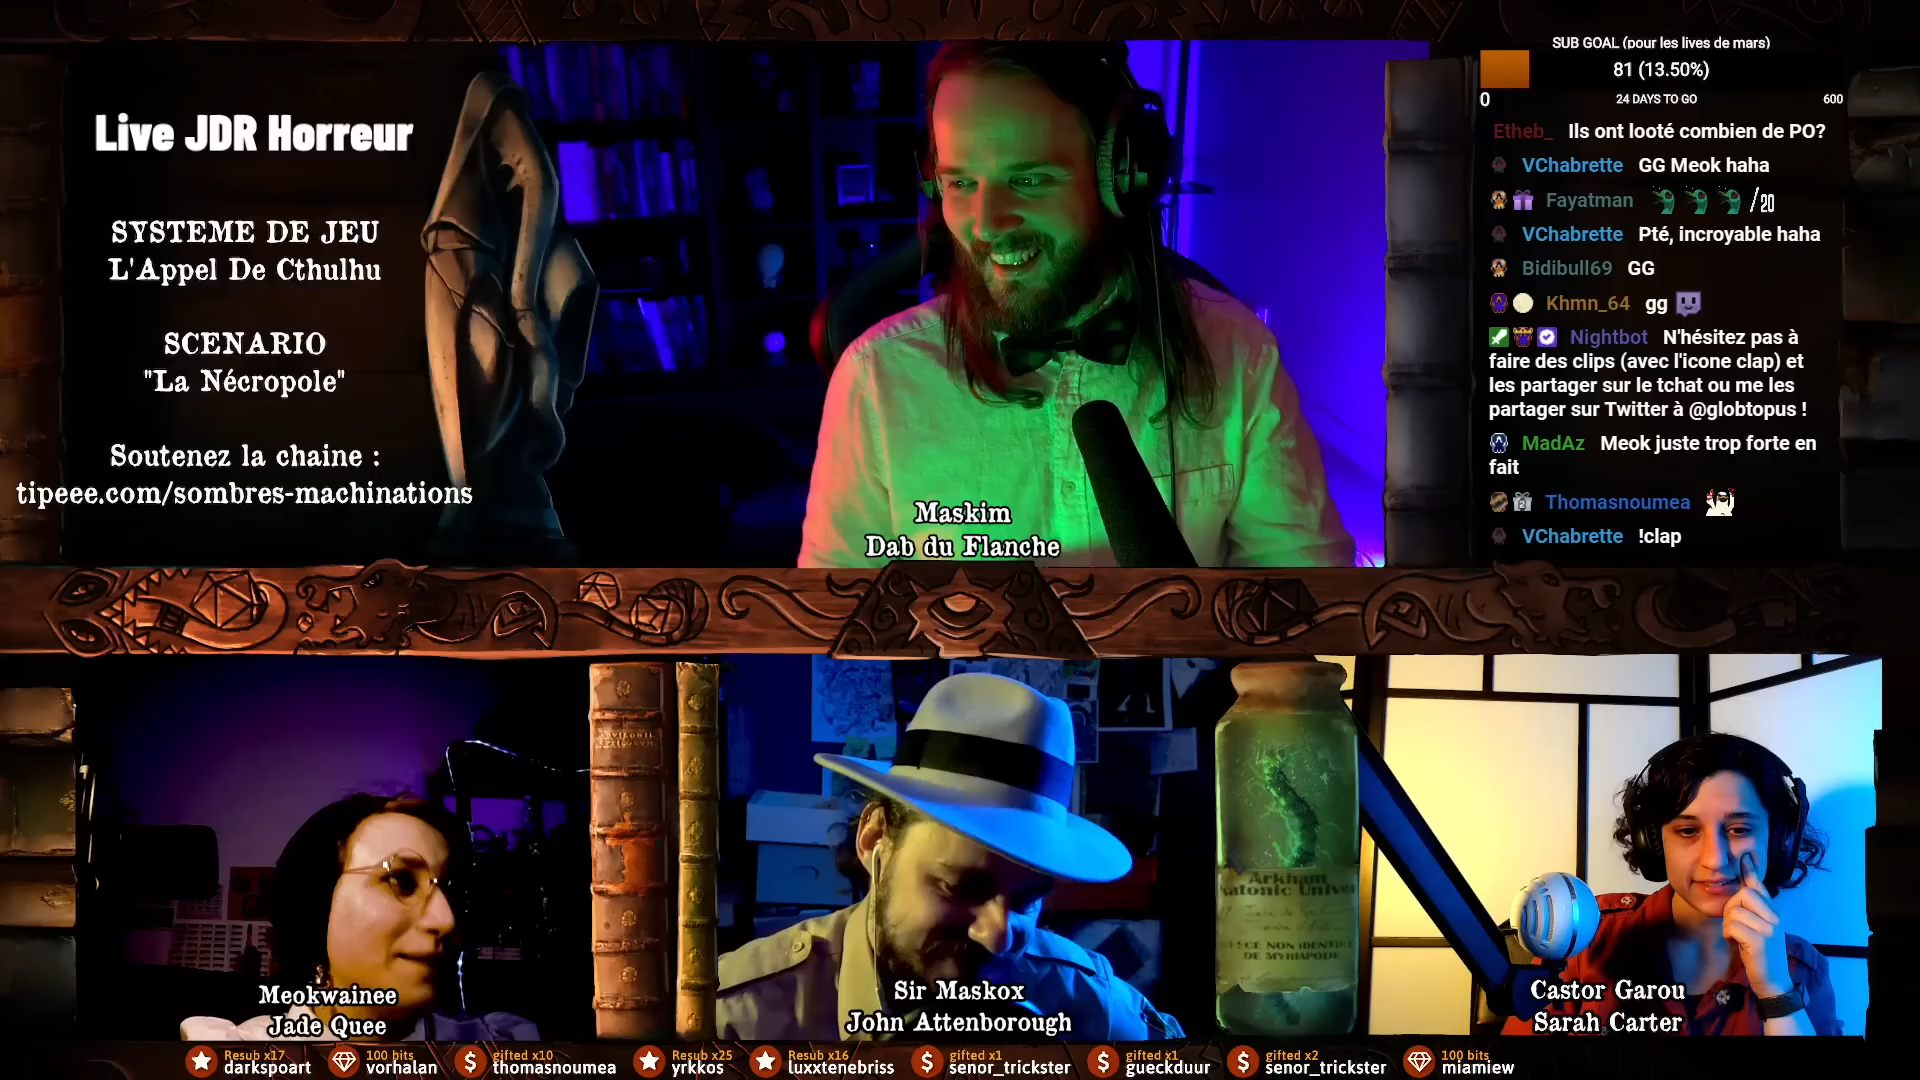 Live JDR Horreur
SYSTEME DE JEU
L'Appel De Cthulhu
SCENARIO
"La Nécropole"
Soutenez la chaine :
tipeee.com/sombres-machinations
Maskim
Dab du Flanche
SUB GOAL (pour les lives de mars)
81 (13.50%)
0
24 DAYS TO GO
600
Etheb_ Ils ont looté combien de PO?
VChabrette GG Meok haha
Fayatman /20
VChabrette Pté, incroyable haha
Bidibull69 GG
Khmn_64 gg
Nightbot N'hésitez pas à
faire des clips (avec l'icone clap) et
les partager sur le tchat ou me les
partager sur Twitter à @globtopus !
MadAz Meok juste trop forte en
fait
Thomasnoumea
VChabrette !clap
Meokwainee
Jade Quee
Sir Maskox
John Attenborough
Arkham
NON IDENTIF
DE MYRIAPODE
Castor Garou
Sarah Carter
Resub x17
darkspoart
100 bits
vorhalan
gifted x10
thomasnoumea
Resub x25
yrkkos
Resub x16
luxxtenebriss
gifted x1
senor_trickster
gifted x1
gueckduur
gifted x2
senor_trickster
100 bits
miamiew